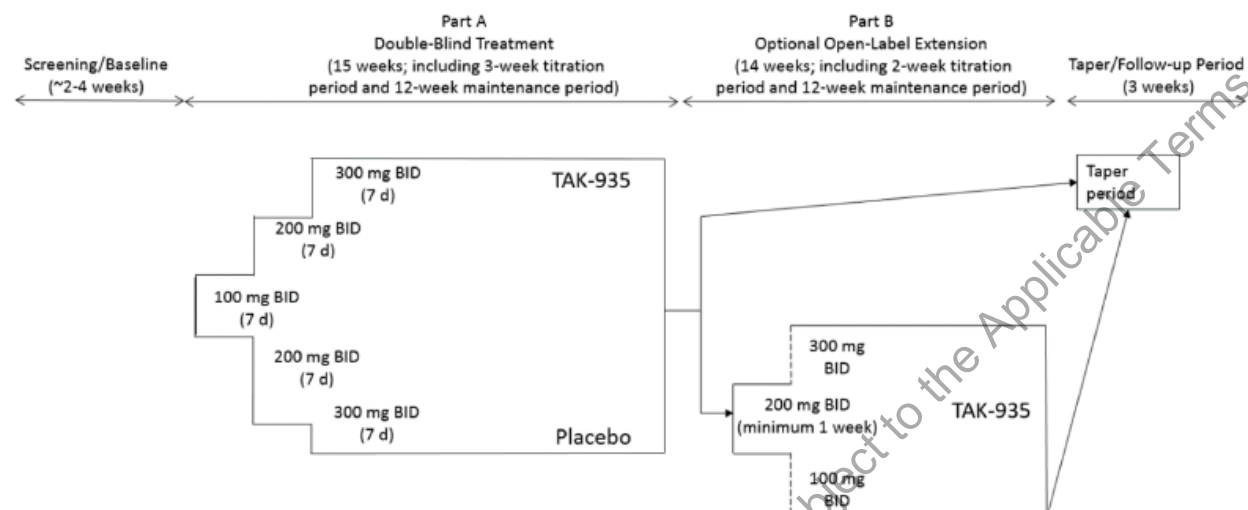 Part A
Double-Blind Treatment
(15 weeks; including 3-week titration
period and 12-week maintenance period)
Part B
Optional Open-Label Extension
(14 weeks; including 2-week titration
period and 12-week maintenance period)
Screening/Baseline
(~2-4 weeks)
Taper/Follow-up Period
(3 weeks)
300 mg BID
(7 d)
TAK-935
200 mg BID
(7 d)
100 mg BID
(7 d)
200 mg BID
(7 d)
300 mg BID
(7 d)
Placebo
300 mg
BID
200 mg BID
(minimum 1 week)
TAK-935
100 mg
BID
Taper
period
to the Applicable Terms